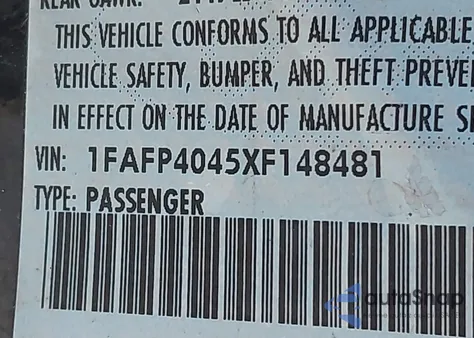 THIS VEHICLE CONFORMS TO ALL APPLICABLE
VEHICLE SAFETY, BUMPER, AND THEFT PREVE
IN EFFECT ON THE DATE OF MANUFACTURE S
VIN: 1FAFP4045XF148481
TYPE: PASSENGER
autoSnap